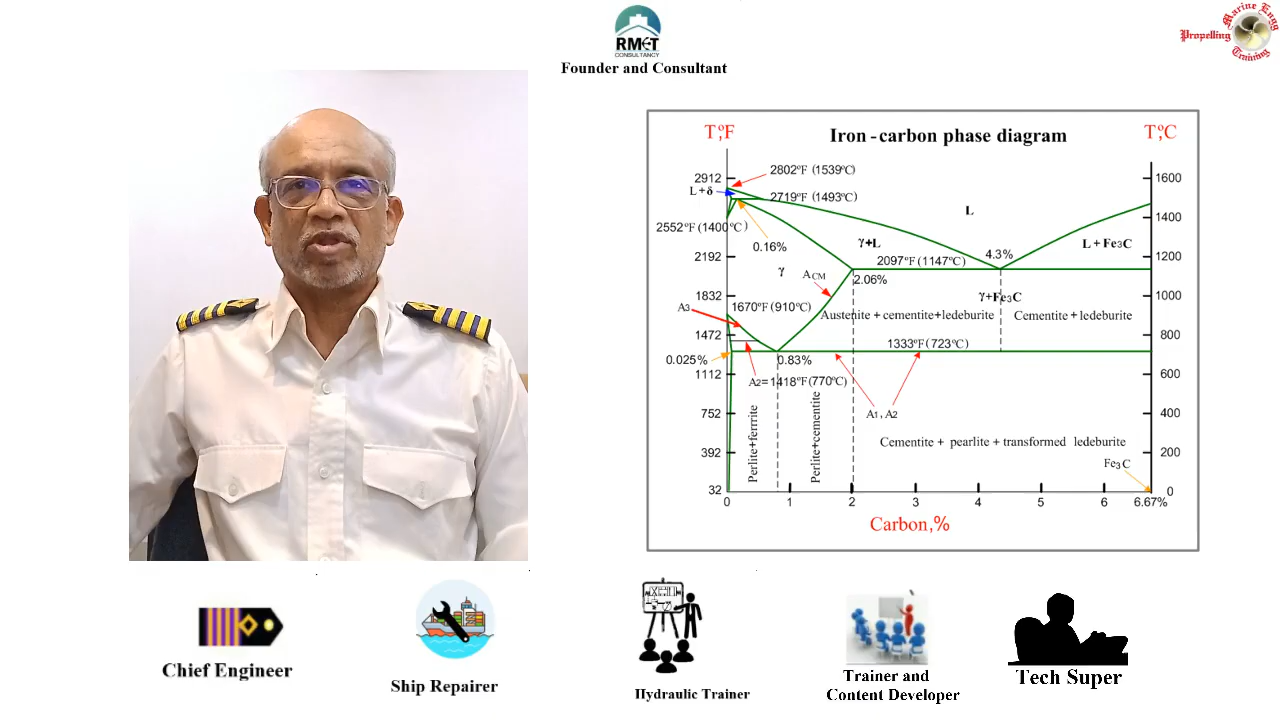 RMET
CONSULTANCY
Founder and Consultant
Marine Engg
Propelling
Training
T,ºF
Iron-carbon phase diagram
T,ºC
2802ºF (1539ºC)
2912
1600
L+δ
2719ºF (1493ºC)
L
1400
2552ºF (1400ºC)
0.16%
γ+L
4.3%
L + Fe3C
2192
2097ºF (1147ºC)
1200
γ
ACM
2.06%
1832
γ+Fe3C
1000
A3
1670ºF (910ºC)
Austenite + cementite+ledeburite
Cementite + ledeburite
1472
1333ºF (723ºC)
800
0.025%
0.83%
1112
600
A2=1418ºF(770ºC)
752
A1, A2
400
Perlite+ferrrite
Perlite+cementite
Cementite + pearlite + transformed ledeburite
392
200
Fe3C
32
0
0 1 2 3 4 5 6 6.67%
Carbon,%
Chief Engineer
Ship Repairer
Hydraulic Trainer
Trainer and
Content Developer
Tech Super